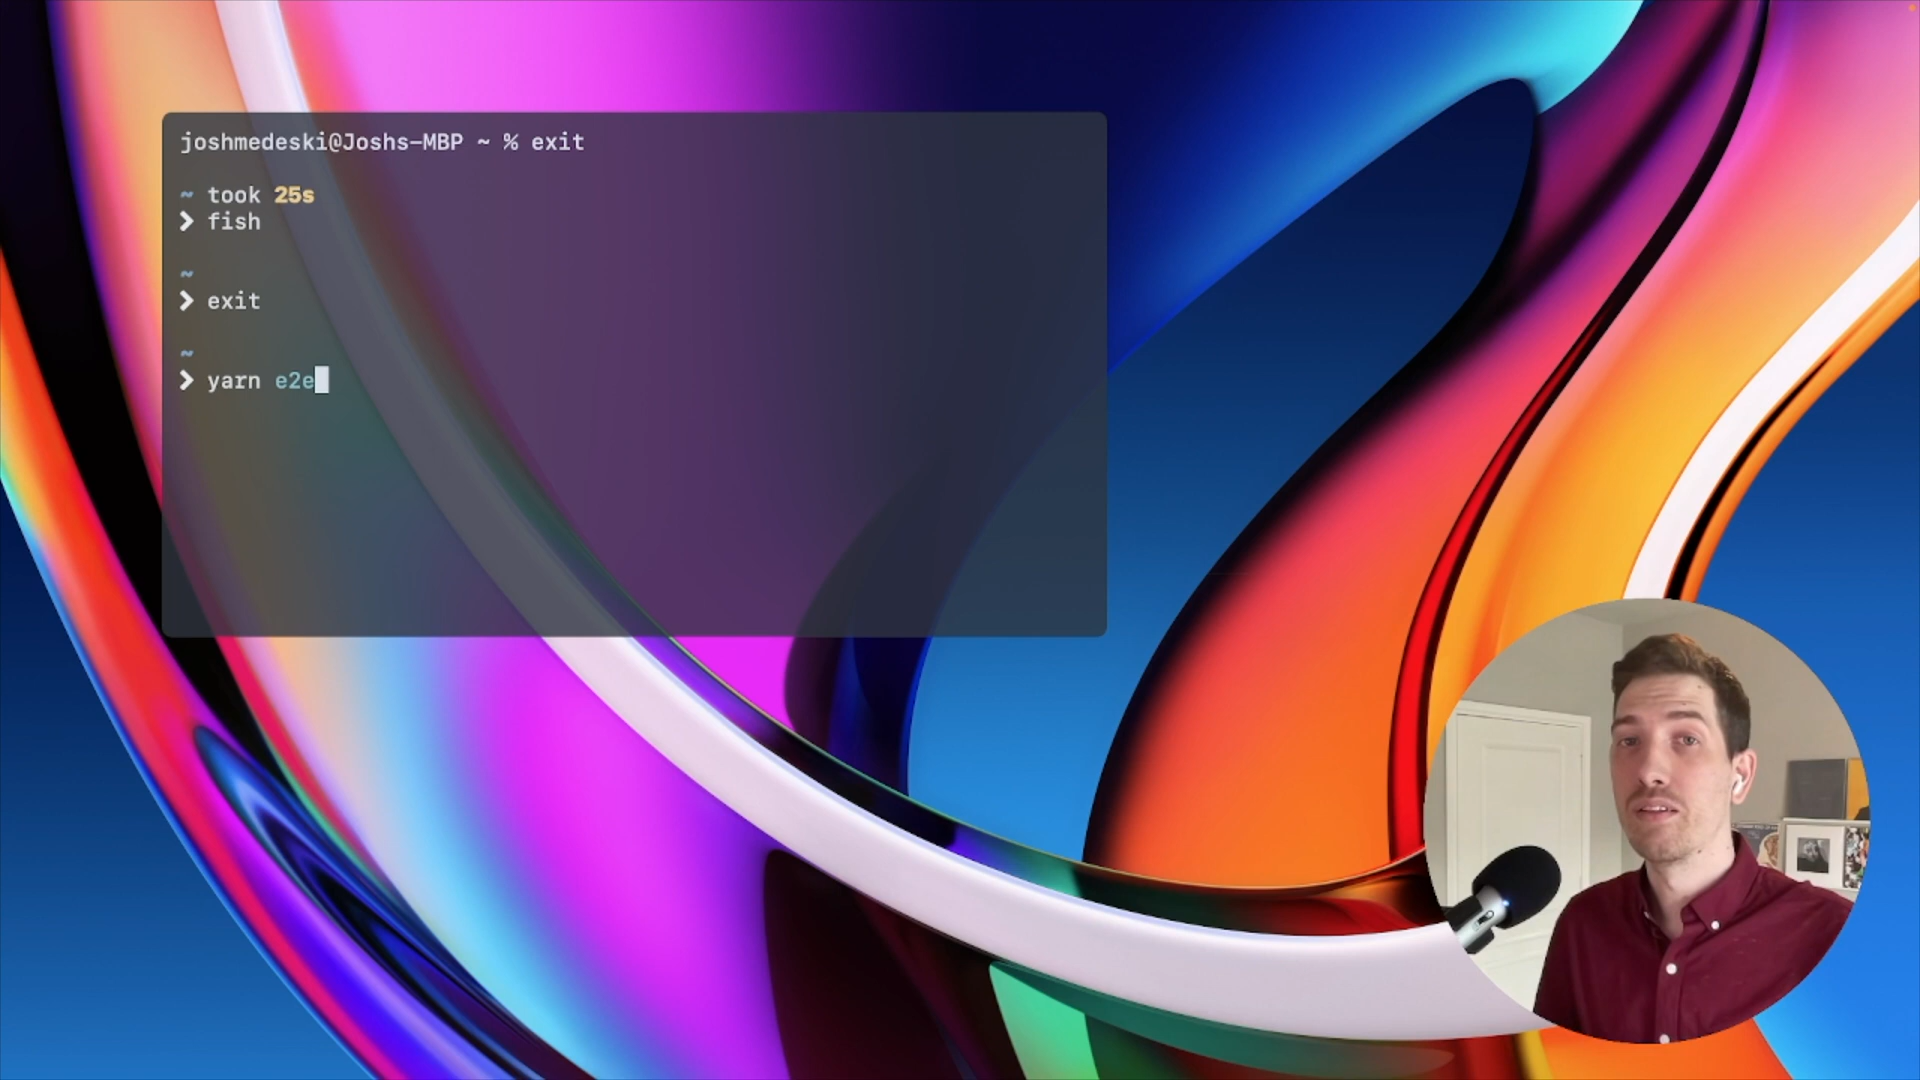 joshmedeski@Joshs-MBP ~ % exit
~ took 25s
❯ fish
~
❯ exit
~
❯ yarn e2e